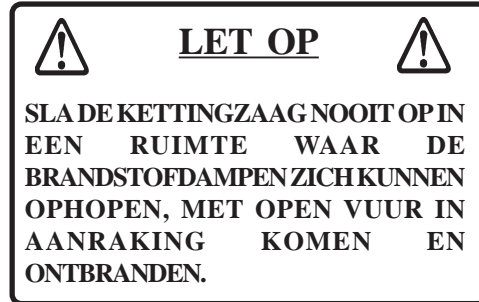 LET OP
SLA DE KETTINGZAAG NOOIT OP IN
EEN RUIMTE WAAR DE
BRANDSTOFDAMPEN ZICH KUNNEN
OPHOPEN, MET OPEN VUUR IN
AANRAKING KOMEN EN
ONTBRANDEN.